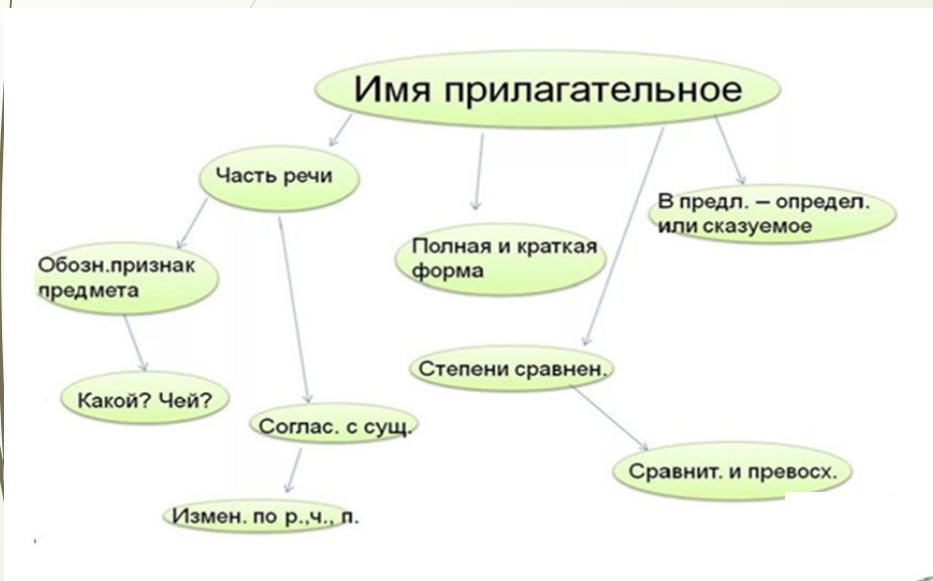 Имя прилагательное
Часть речи
В предл. – определ.
или сказуемое
Полная и краткая
форма
Обозн.признак
предмета
Степени сравнен.
Какой? Чей?
Соглас. с сущ.
Сравнит. и превосх.
Измен. по р.,ч., п.